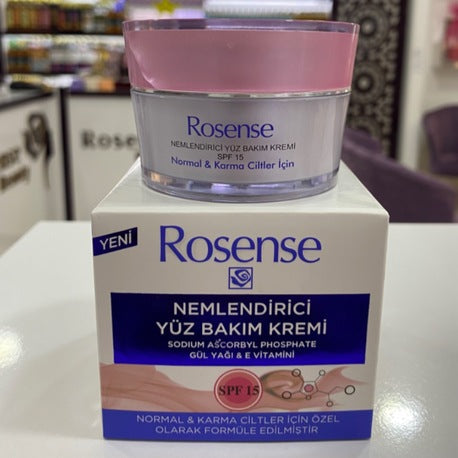 Rosense
NEMLENDİRİCİ YÜZ BAKIM KREMİ
SPF 15
Normal & Karma Ciltler İçin
YENİ
Rosense
NEMLENDİRİCİ
YÜZ BAKIM KREMİ
SODIUM ASCORBYL PHOSPHATE
GÜL YAĞI & E VİTAMİNİ
SPF 15
NORMAL & KARMA CİLTLER İÇİN ÖZEL
OLARAK FORMÜLE EDİLMİŞTİR